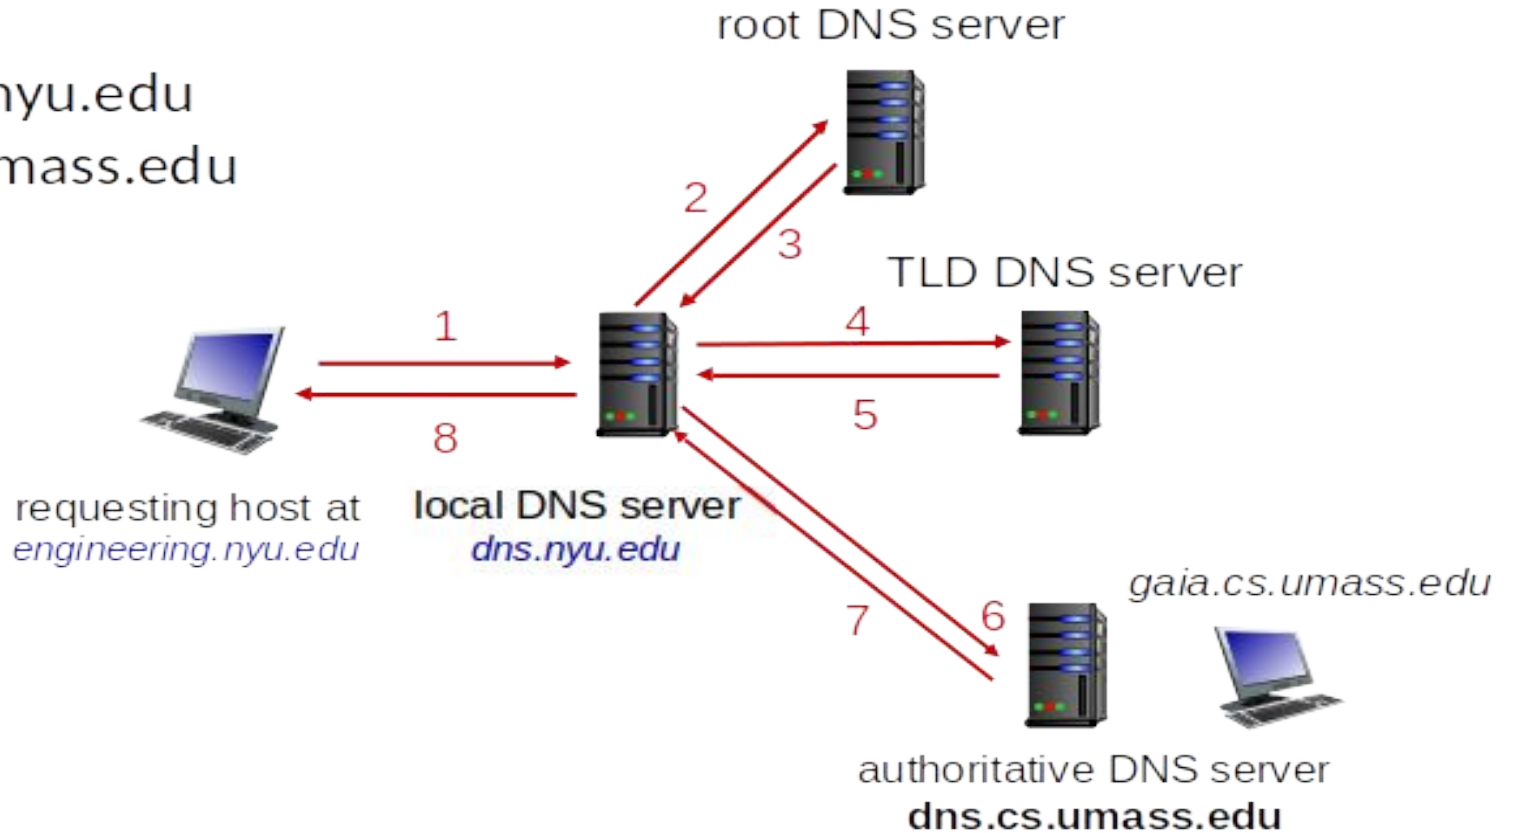 root DNS server
nyu.edu
mass.edu
2
3
TLD DNS server
1
4
8
5
requesting host at
engineering.nyu.edu
local DNS server
dns.nyu.edu
gaia.cs.umass.edu
7
6
authoritative DNS server
dns.cs.umass.edu